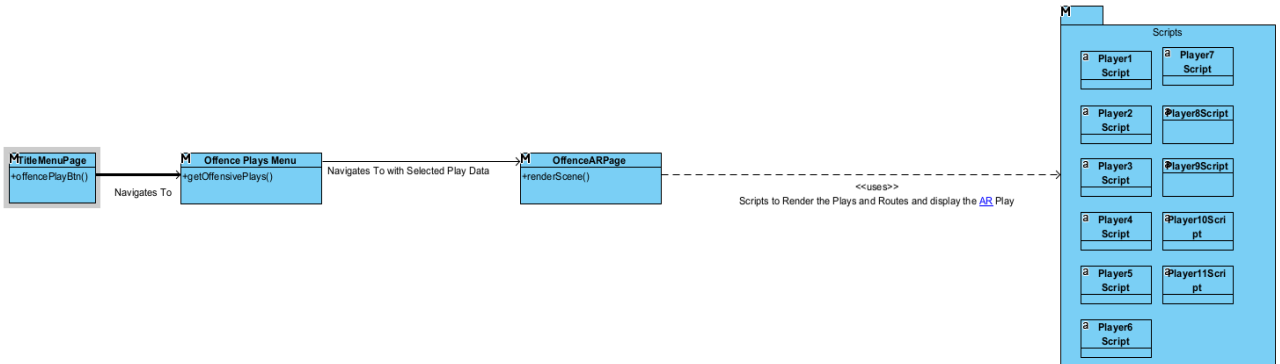 TitleMenuPage
+offencePlayBtn()
Navigates To
Offence Plays Menu
+getOffensivePlays()
Navigates To with Selected Play Data
OffenceARPage
+renderScene()
<<uses>>
Scripts to Render the Plays and Routes and display the AR Play
Scripts
Player1
Script
Player7
Script
Player2
Script
Player8Script
Player3
Script
Player9Script
Player4
Script
Player10Scri
pt
Player5
Script
Player11Scri
pt
Player6
Script